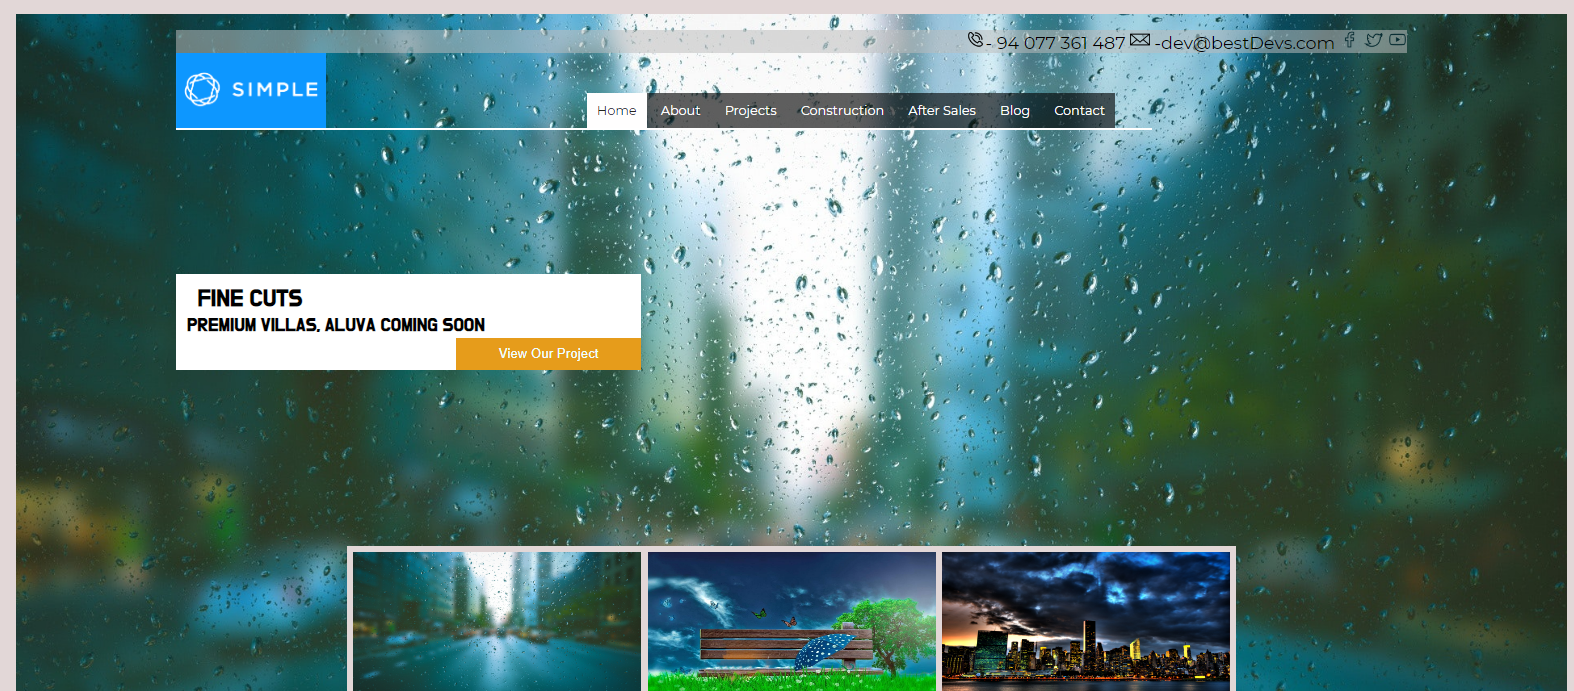 - 94 077 361 487 -dev@bestDevs.com
SIMPLE
Home About Projects Construction After Sales Blog Contact
FINE CUTS
PREMIUM VILLAS, ALUVA COMING SOON
View Our Project